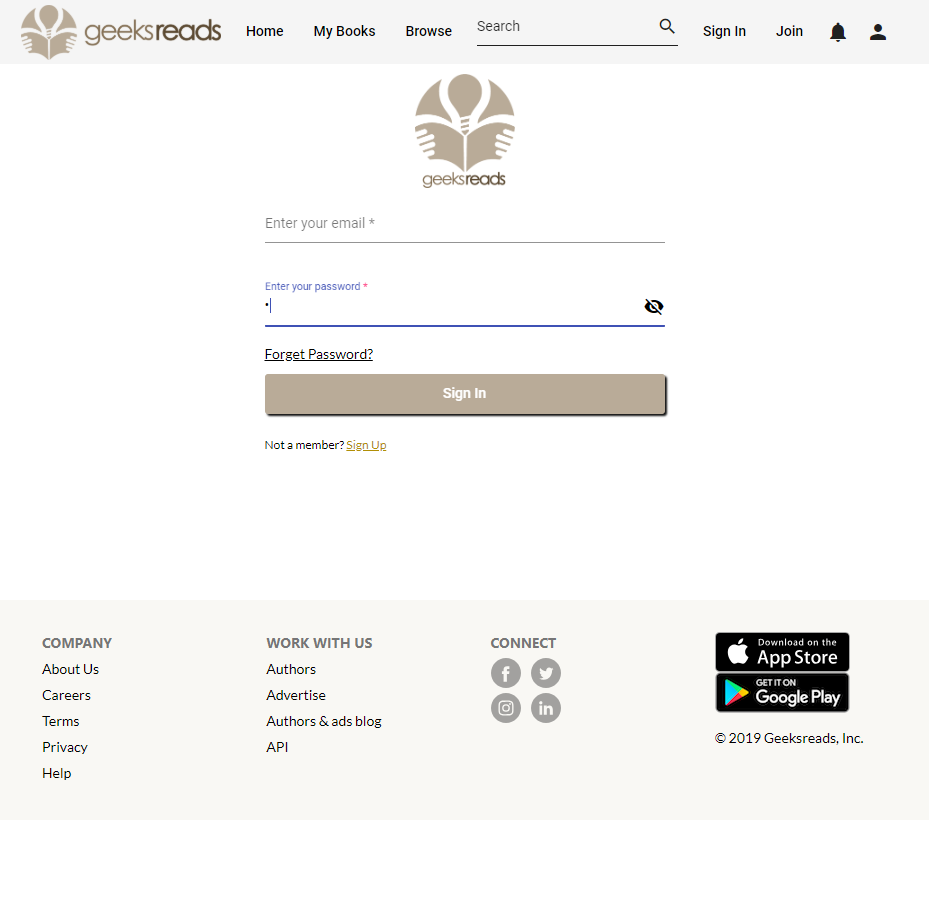 geeksreads Home My Books Browse Search Sign In Join
geeksreads
Enter your email *
Enter your password *
•
Forget Password?
Sign In
Not a member? Sign Up
COMPANY
About Us
Careers
Terms
Privacy
Help
WORK WITH US
Authors
Advertise
Authors & ads blog
API
CONNECT
Download on the
App Store
GET IT ON
Google Play
© 2019 Geeksreads, Inc.